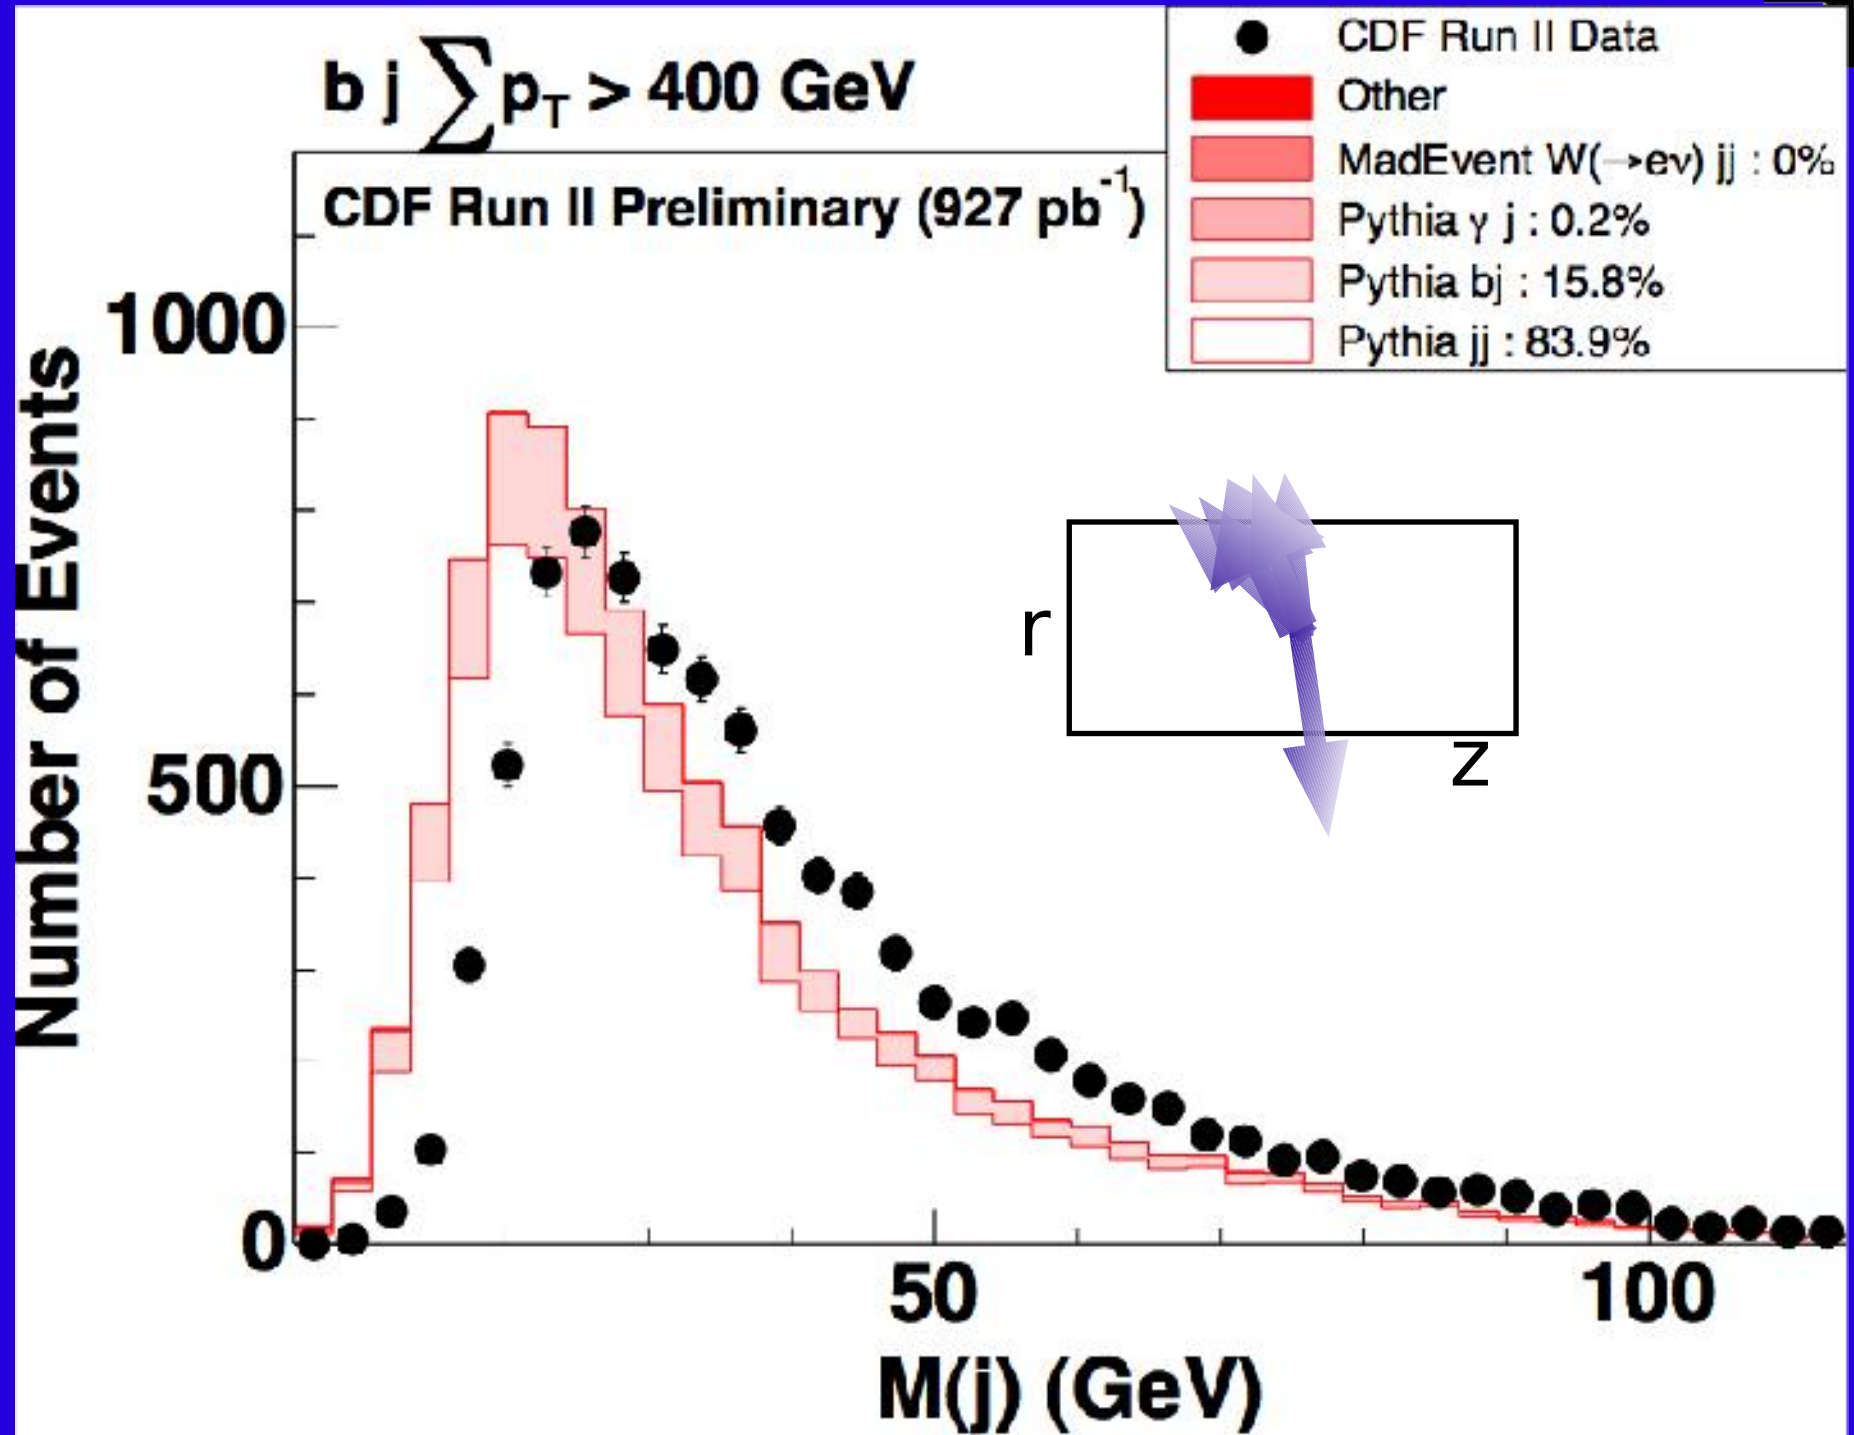 b j ∑ pT > 400 GeV
CDF Run II Preliminary (927 pb-1)
CDF Run II Data
Other
MadEvent W(→eν) jj : 0%
Pythia γ j : 0.2%
Pythia bj : 15.8%
Pythia jj : 83.9%
Number of Events
1000
500
0
r
z
50
100
M(j) (GeV)